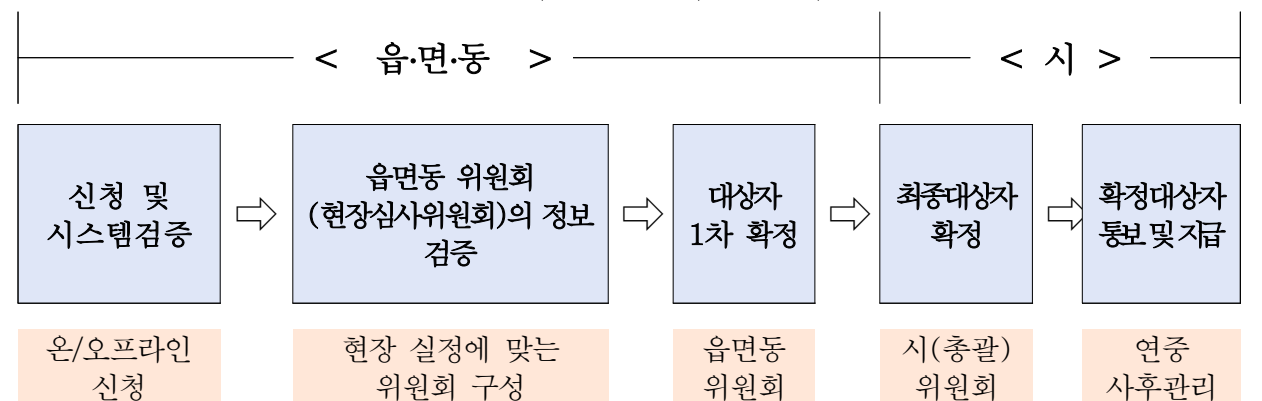 < 읍·면·동 >
< 시 >
신청 및
시스템검증
읍면동 위원회
(현장심사위원회)의 정보
검증
대상자
1차 확정
최종대상자
확정
확정대상자
통보 및 지급
온/오프라인
신청
현장 실정에 맞는
위원회 구성
읍면동
위원회
시(총괄)
위원회
연중
사후관리